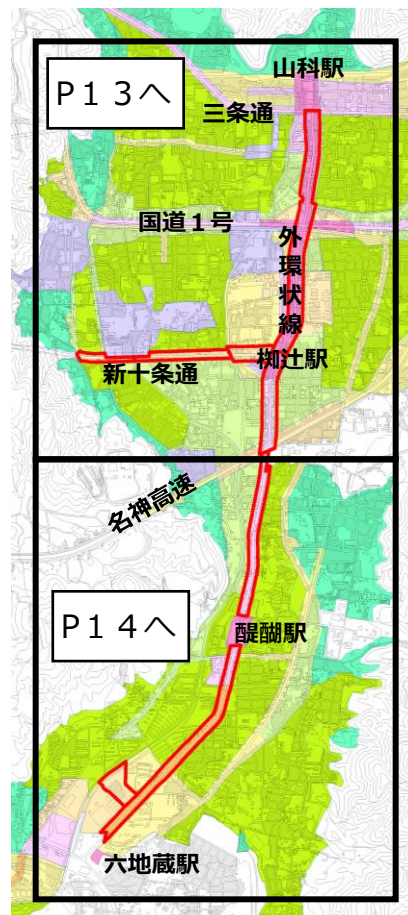 山科駅
P13へ
三条通
国道1号
外環状線
椥辻駅
新十条通
名神高速
P14へ
醍醐駅
六地蔵駅